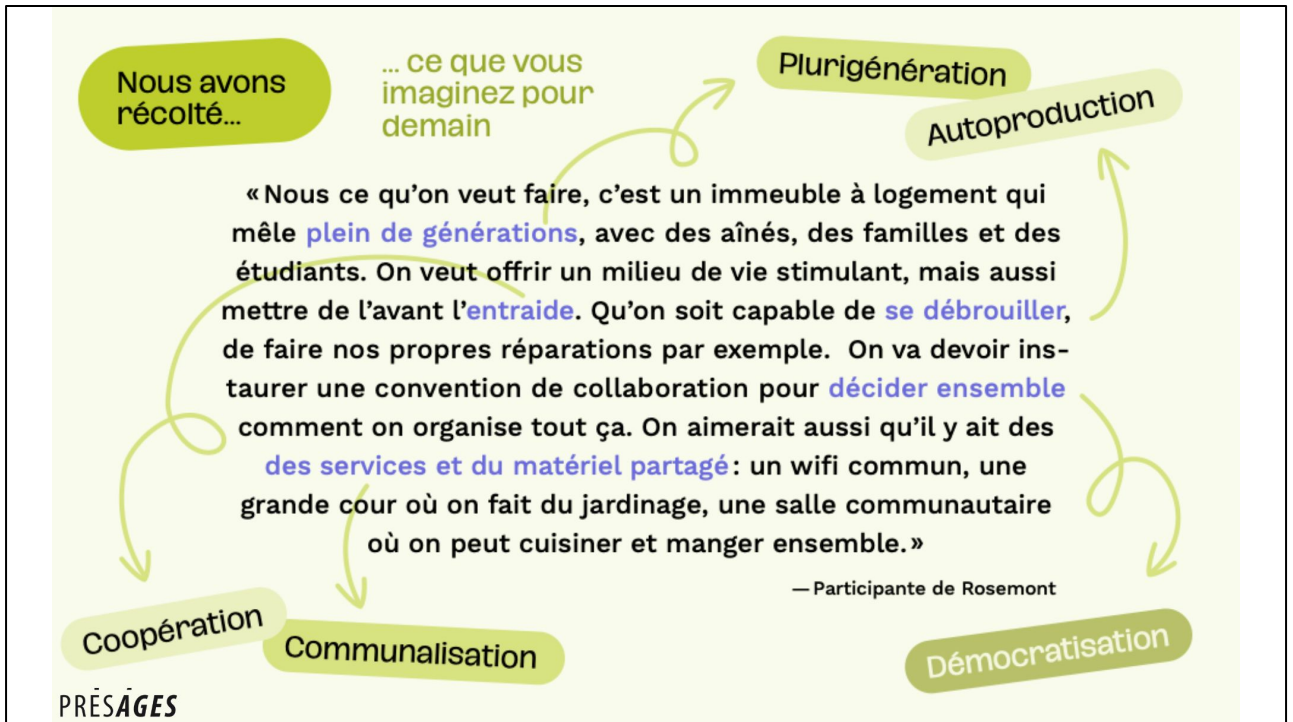 Nous avons
récolté...
... ce que vous
imaginez pour
demain
Plurigénération
Autoproduction
« Nous ce qu’on veut faire, c’est un immeuble à logement qui
mêle plein de générations, avec des aînés, des familles et des
étudiants. On veut offrir un milieu de vie stimulant, mais aussi
mettre de l’avant l’entraide. Qu’on soit capable de se débrouiller,
de faire nos propres réparations par exemple.  On va devoir ins-
taurer une convention de collaboration pour décider ensemble
comment on organise tout ça. On aimerait aussi qu’il y ait des
des services et du matériel partagé : un wifi commun, une
grande cour où on fait du jardinage, une salle communautaire
où on peut cuisiner et manger ensemble. »
— Participante de Rosemont
Coopération
Communalisation
Démocratisation
PRÉSÁGES